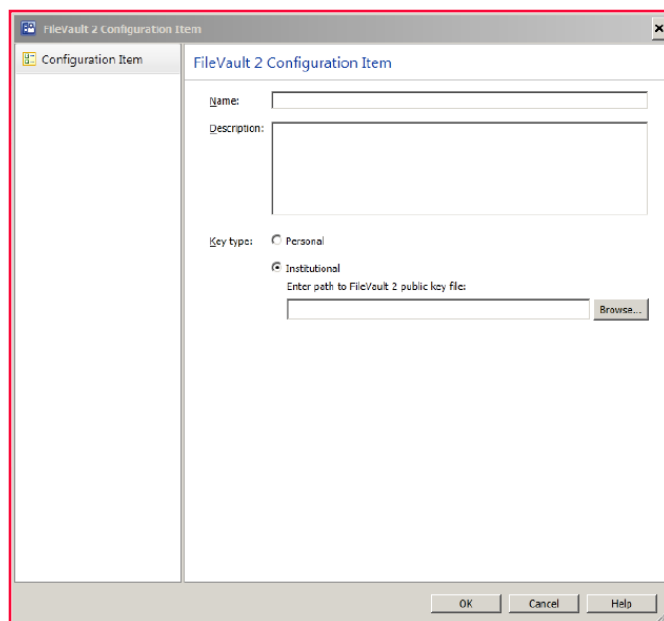 FileVault 2 Configuration Item
Configuration Item
FileVault 2 Configuration Item
Name:
Description:
Key type:
Personal
Institutional
Enter path to FileVault 2 public key file:
Browse...
OK
Cancel
Help